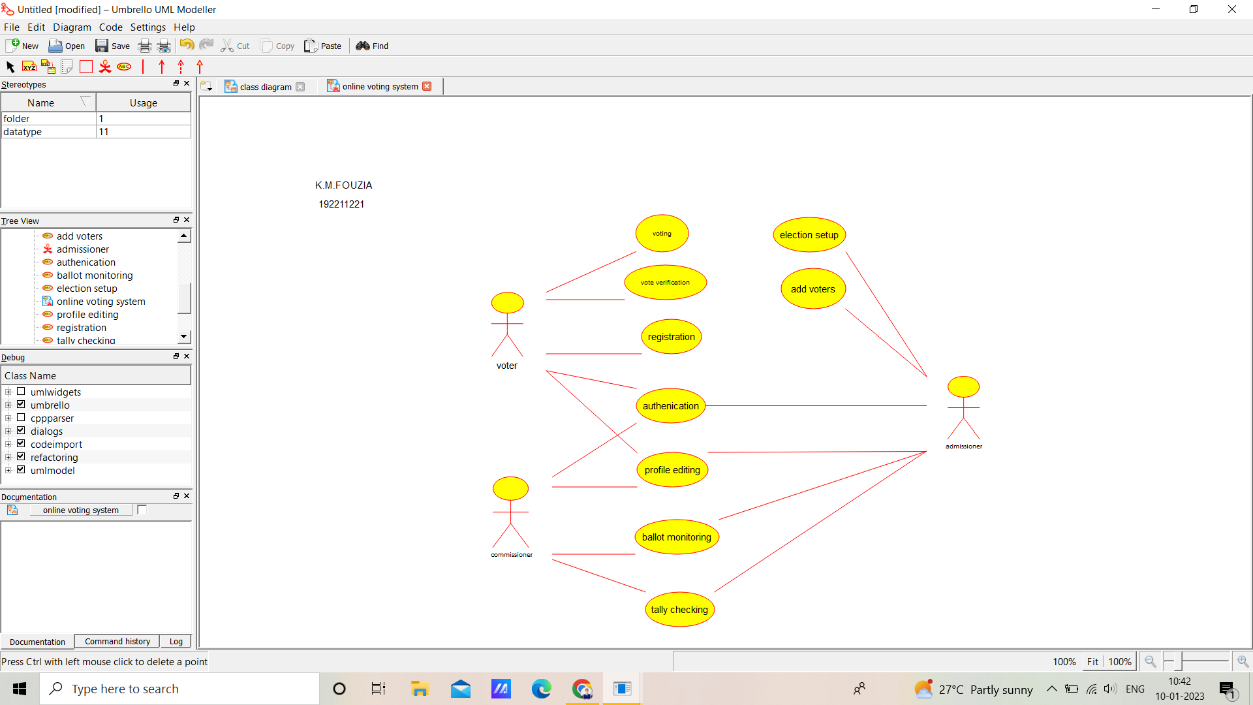 Untitled [modified] – Umbrello UML Modeller
File Edit Diagram Code Settings Help
New Open Save Cut Copy Paste Find
XYZ ABC
Stereotypes
class diagram online voting system
Name Usage
folder 1
datatype 11
Tree View
add voters
admissioner
authenication
ballot monitoring
election setup
online voting system
profile editing
registration
tally checking
Debug
Class Name
umlwidgets
umbrello
cppparser
dialogs
codeimport
refactoring
umlmodel
Documentation
online voting system
Documentation Command history Log
K.M.FOUZIA
192211221
voting
election setup
vote verification
add voters
registration
voter
authenication
admissioner
profile editing
ballot monitoring
commissioner
tally checking
Press Ctrl with left mouse click to delete a point
100% Fit 100%
Type here to search
27°C Partly sunny
ENG
10:42
10-01-2023
1